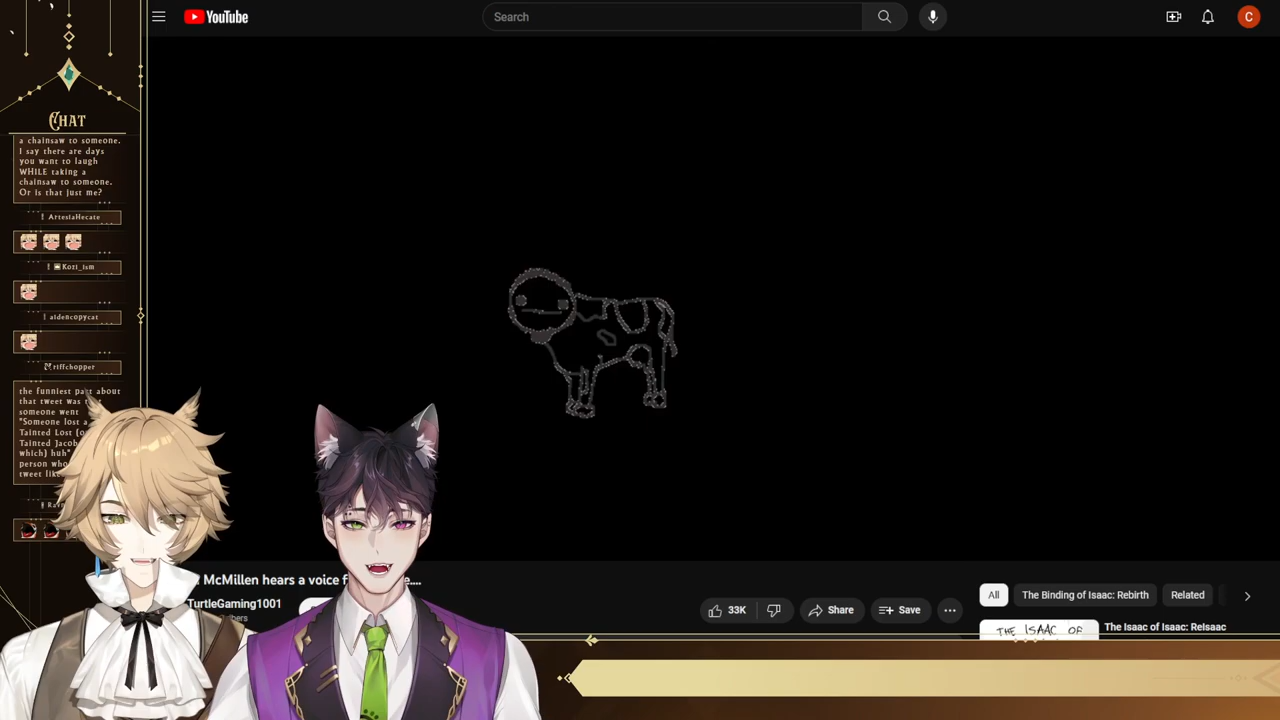 YouTube
Search
C
CHAT
a chainsaw to someone.
I say there are days
you want to laugh
WHILE taking a
chainsaw to someone.
Or is that just me?
ArtesiaHecate
Kozi_ism
aidencopycat
riffchopper
the funniest part about
that tweet was
someone went
"Someone lost a
Tainted Lost
Tainted Jacob
which) huh"
person who
tweet
McMillen hears a voice
TurtleGaming1001
33K
Share
Save
All
The Binding of Isaac: Rebirth
Related
THE ISAAC OF
The Isaac of Isaac: ReIsaac